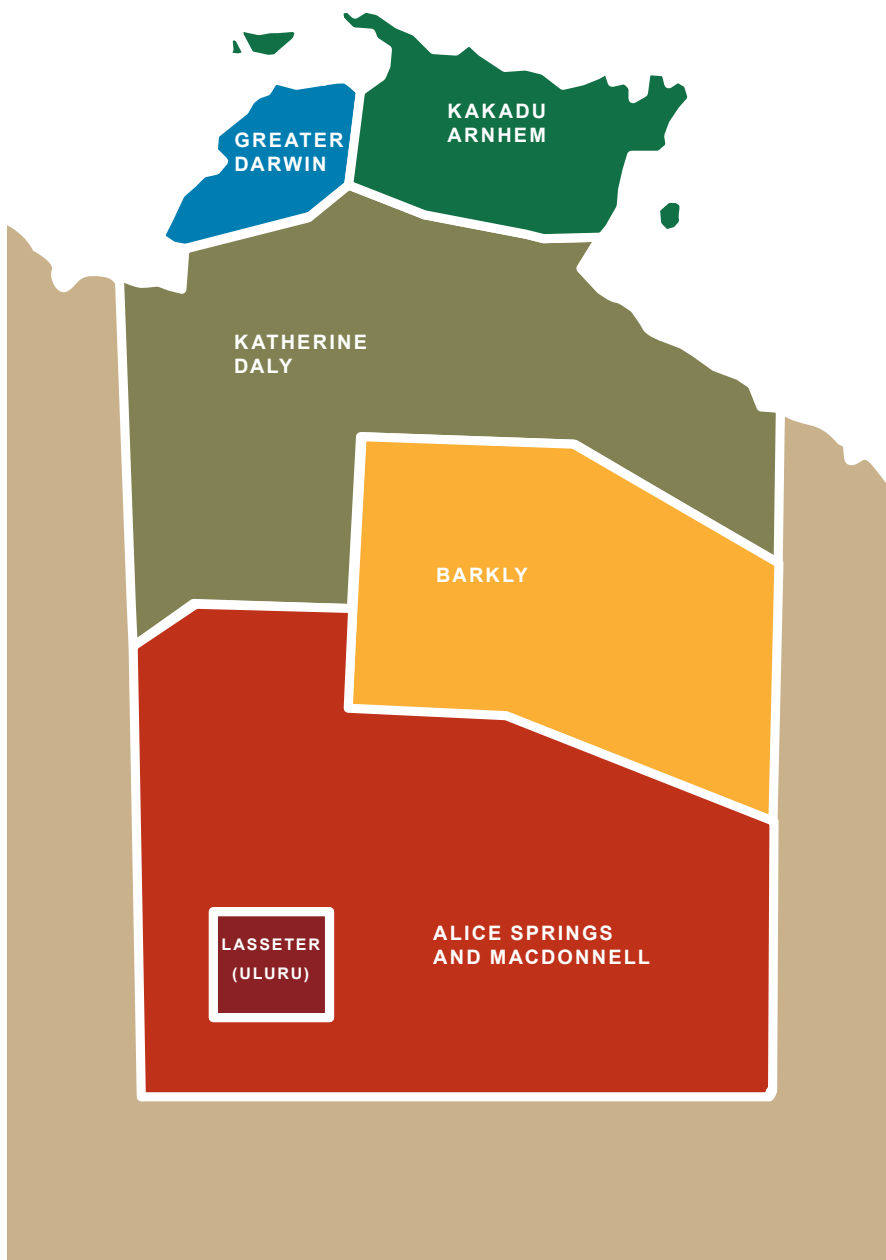 KAKADU
ARNHEM
GREATER
DARWIN
KATHERINE
DALY
BARKLY
ALICE SPRINGS
AND MACDONNELL
LASSETER
(ULURU)